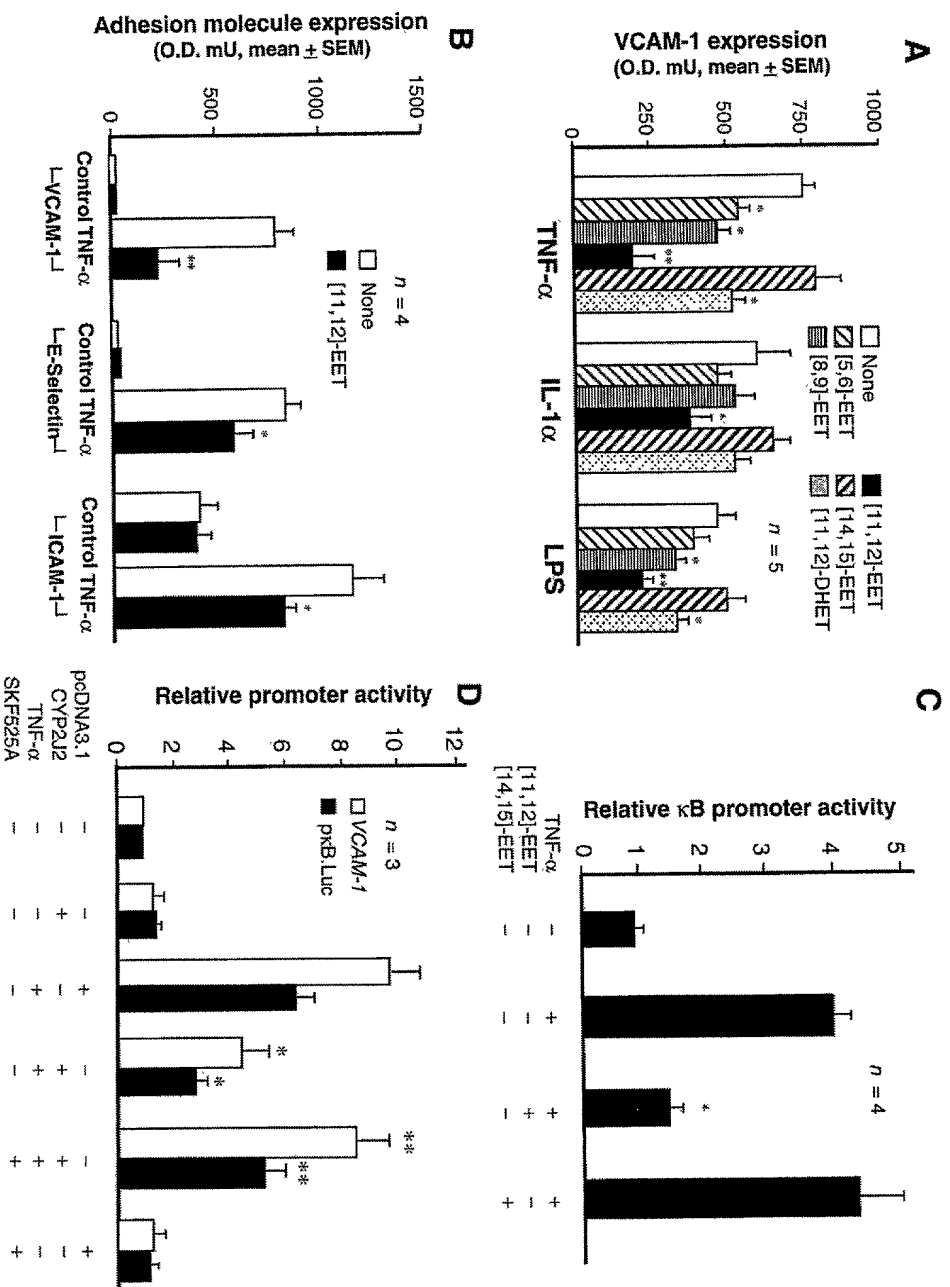 A
VCAM-1 expression
(O.D. mU, mean ± SEM)
1000
750
500
250
0
None
[5,6]-EET
[8,9]-EET
[11,12]-EET
[14,15]-EET
[11,12]-DHET
n = 5
* * ** *
*
* ** *
TNF-α IL-1α LPS
B
Adhesion molecule expression
(O.D. mU, mean ± SEM)
1500
1000
500
0
n = 4
None
[11,12]-EET
** * *
Control TNF-α Control TNF-α Control TNF-α
VCAM-1 E-Selectin ICAM-1
C
Relative κB promoter activity
5
4
3
2
1
0
n = 4
*
TNF-α − + + +
[11,12]-EET − − + −
[14,15]-EET − − − +
D
Relative promoter activity
12
10
8
6
4
2
0
n = 3
VCAM-1
pκB.Luc
* * ** **
pcDNA3.1 − − + − − +
CYP2J2 − + − + + −
TNF-α − − + + + −
SKF525A − − − − + +